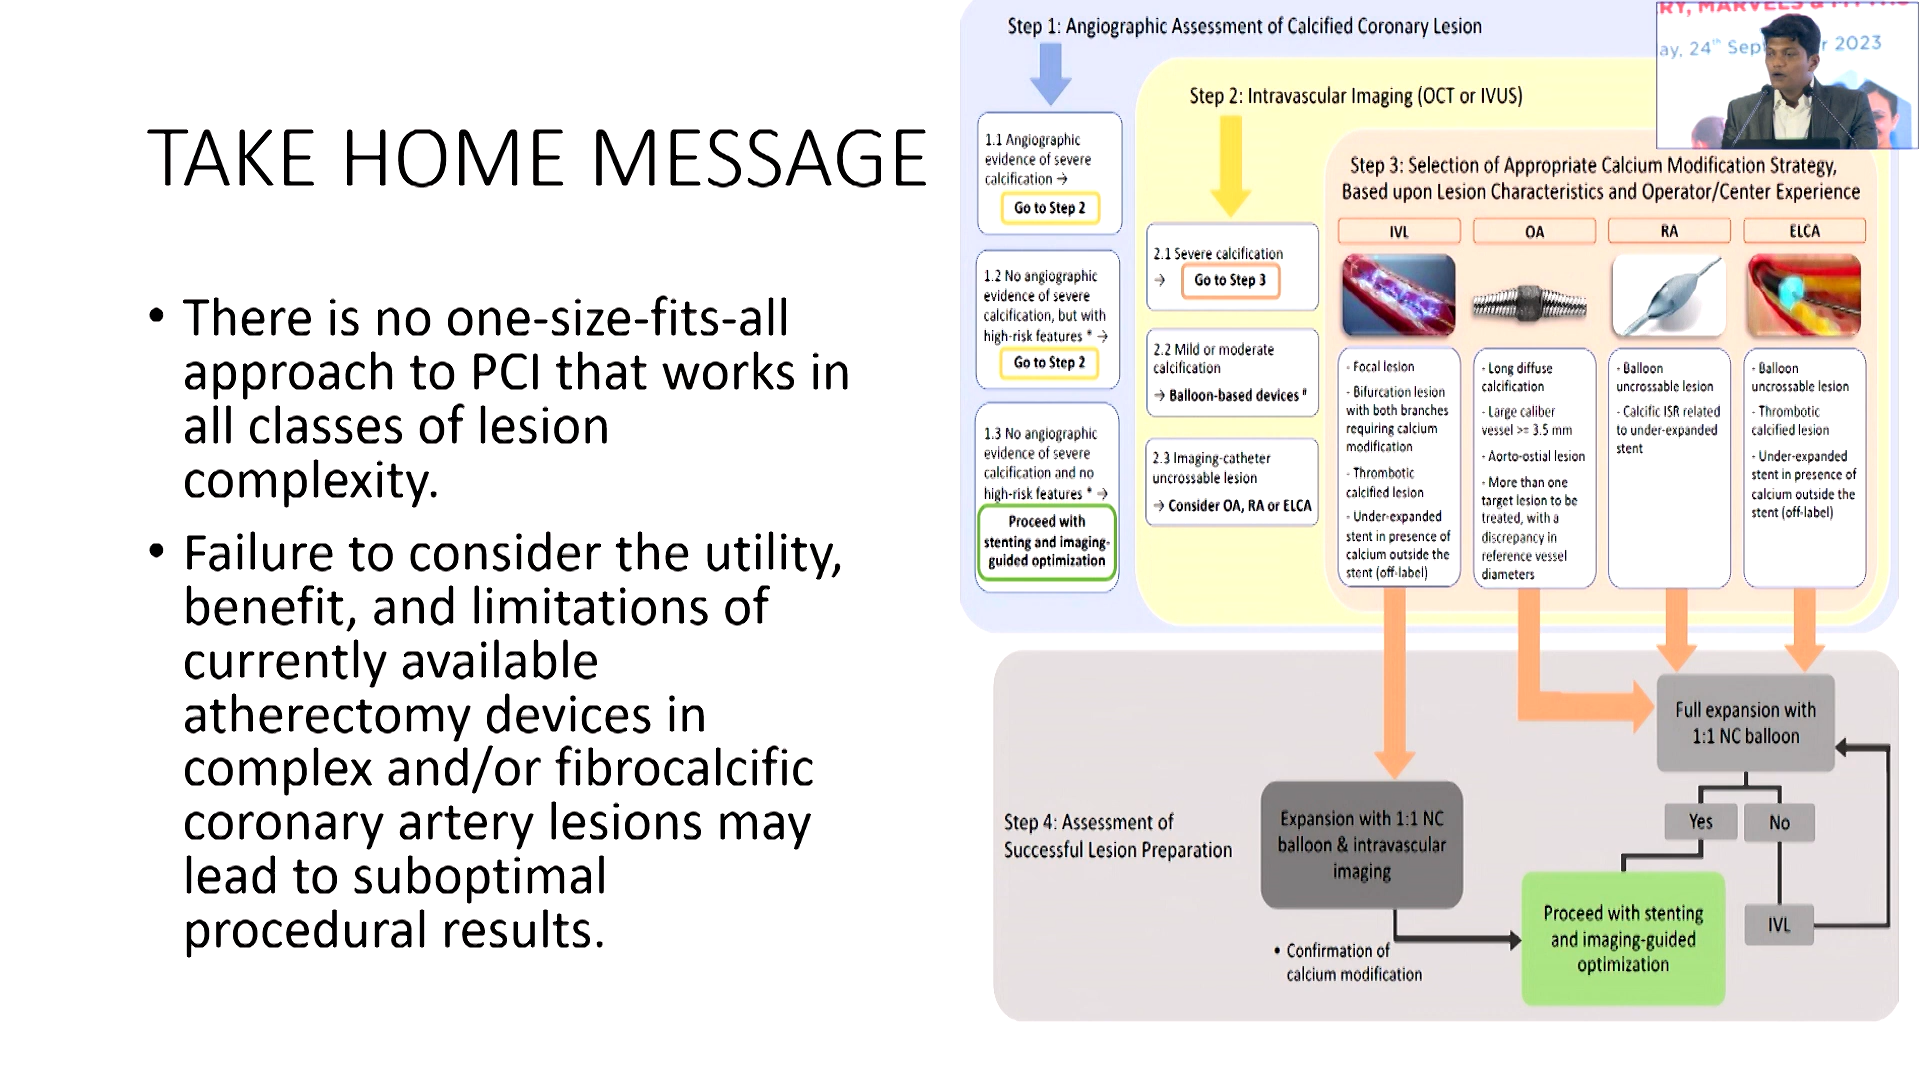 TAKE HOME MESSAGE
• There is no one-size-fits-all
approach to PCI that works in
all classes of lesion
complexity.
• Failure to consider the utility,
benefit, and limitations of
currently available
atherectomy devices in
complex and/or fibrocalcific
coronary artery lesions may
lead to suboptimal
procedural results.
Step 1: Angiographic Assessment of Calcified Coronary Lesion
1.1 Angiographic
evidence of severe
calcification →
Go to Step 2
1.2 No angiographic
evidence of severe
calcification, but with
high-risk features * →
Go to Step 2
1.3 No angiographic
evidence of severe
calcification and no
high-risk features * →
Proceed with
stenting and imaging-
guided optimization
Step 2: Intravascular Imaging (OCT or IVUS)
2.1 Severe calcification
→ Go to Step 3
2.2 Mild or moderate
calcification
→ Balloon-based devices #
2.3 Imaging-catheter
uncrossable lesion
→ Consider OA, RA or ELCA
Step 3: Selection of Appropriate Calcium Modification Strategy,
Based upon Lesion Characteristics and Operator/Center Experience
IVL
- Focal lesion
- Bifurcation lesion
with both branches
requiring calcium
modification
- Thrombotic
calcified lesion
- Under-expanded
stent in presence of
calcium outside the
stent (off-label)
OA
- Long diffuse
calcification
- Large caliber
vessel >= 3.5 mm
- Aorto-ostial lesion
- More than one
target lesion to be
treated, with a
discrepancy in
reference vessel
diameters
RA
- Balloon
uncrossable lesion
- Calcific ISR related
to under-expanded
stent
ELCA
- Balloon
uncrossable lesion
- Thrombotic
calcified lesion
- Under-expanded
stent in presence of
calcium outside the
stent (off-label)
Step 4: Assessment of
Successful Lesion Preparation
Expansion with 1:1 NC
balloon & intravascular
imaging
• Confirmation of
calcium modification
Full expansion with
1:1 NC balloon
Yes
No
IVL
Proceed with stenting
and imaging-guided
optimization
RY, MARVELS &
ay, 24th Sep r 2023